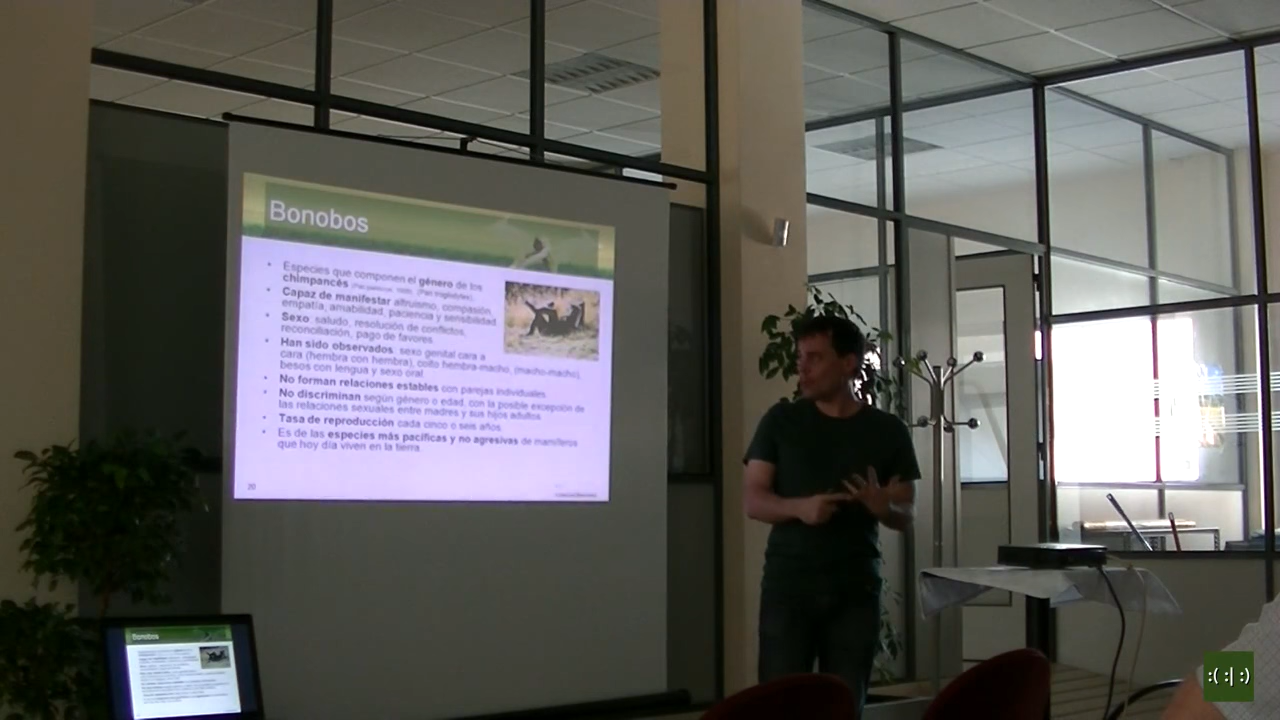 Bonobos
Especies que componen el género de los
chimpancés (Pan paniscus, (Pan troglodytes).
Capaz de manifestar altruismo, compasión,
empatía, amabilidad, paciencia y sensibilidad
Sexo: saludo, resolución de conflictos,
reconciliación, pago de favores.
Han sido observados: sexo genital cara a
cara (hembra con hembra), coito hembra-macho, (macho-macho),
besos con lengua y sexo oral.
No forman relaciones estables con parejas individuales.
No discriminan según género o edad, con la posible excepción de
las relaciones sexuales entre madres y sus hijos adultos.
Tasa de reproducción cada cinco o seis años.
Es de las especies más pacíficas y no agresivas de mamíferos
que hoy día viven en la tierra.
20
Bonobos
:( :| :)